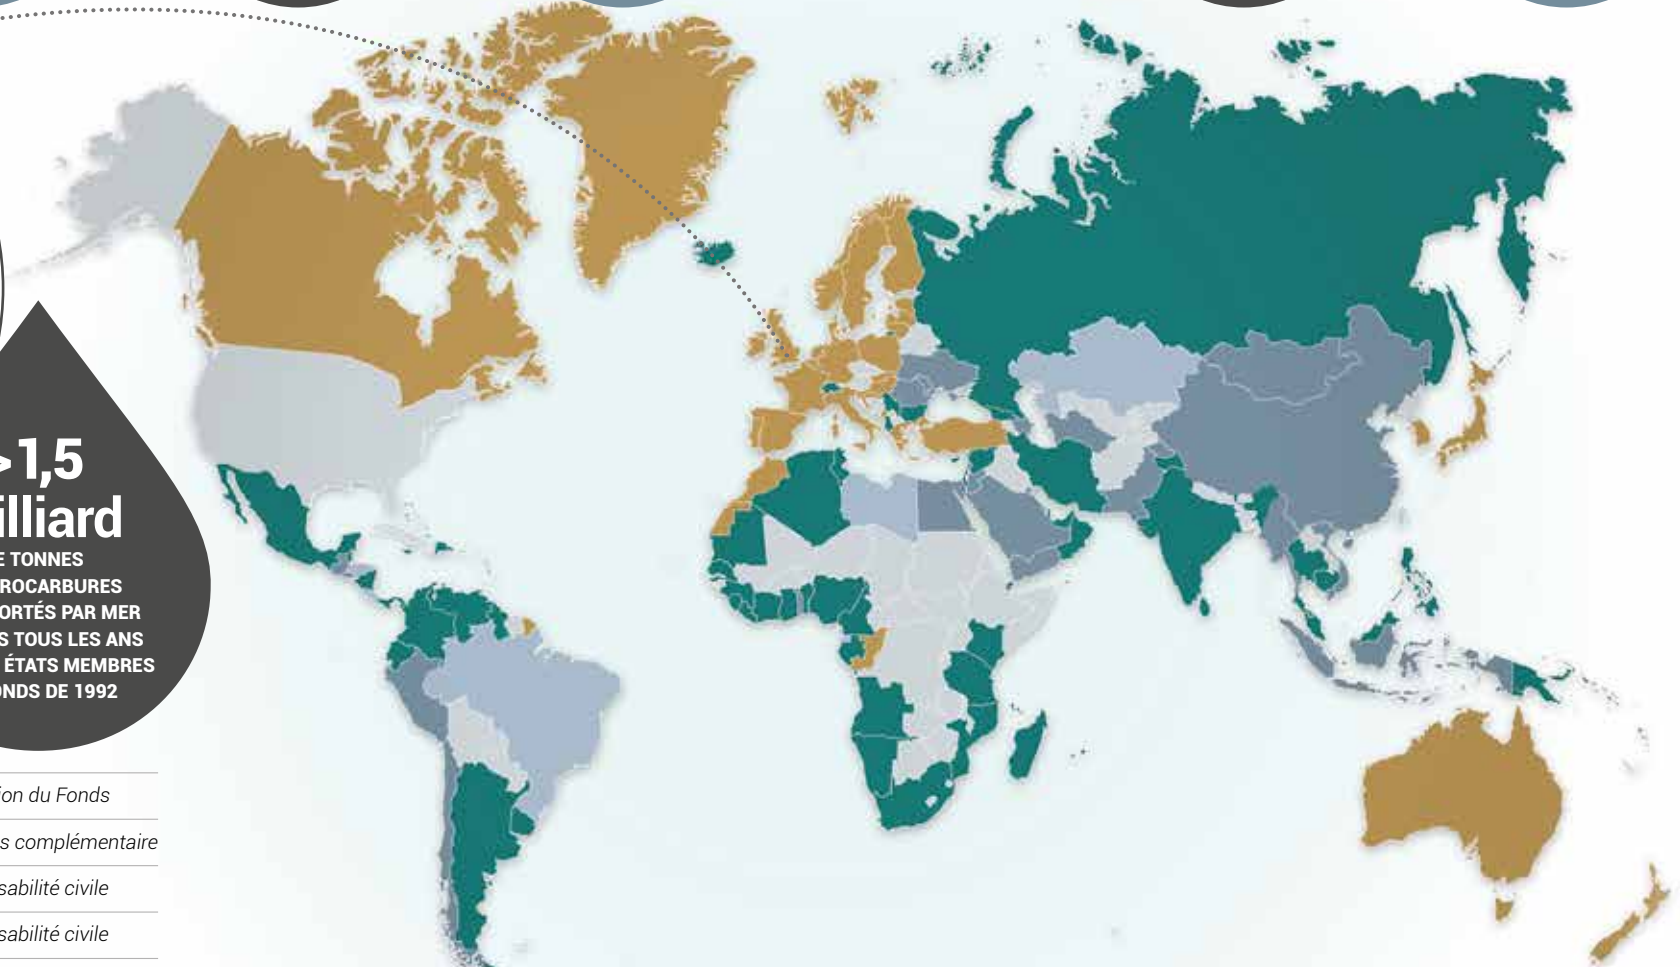 >1,5
illiard
E TONNES
ROCARBURES
ORTÉS PAR MER
S TOUS LES ANS
ÉTATS MEMBRES
ONDS DE 1992
ion du Fonds
s complémentaire
sabilité civile
sabilité civile